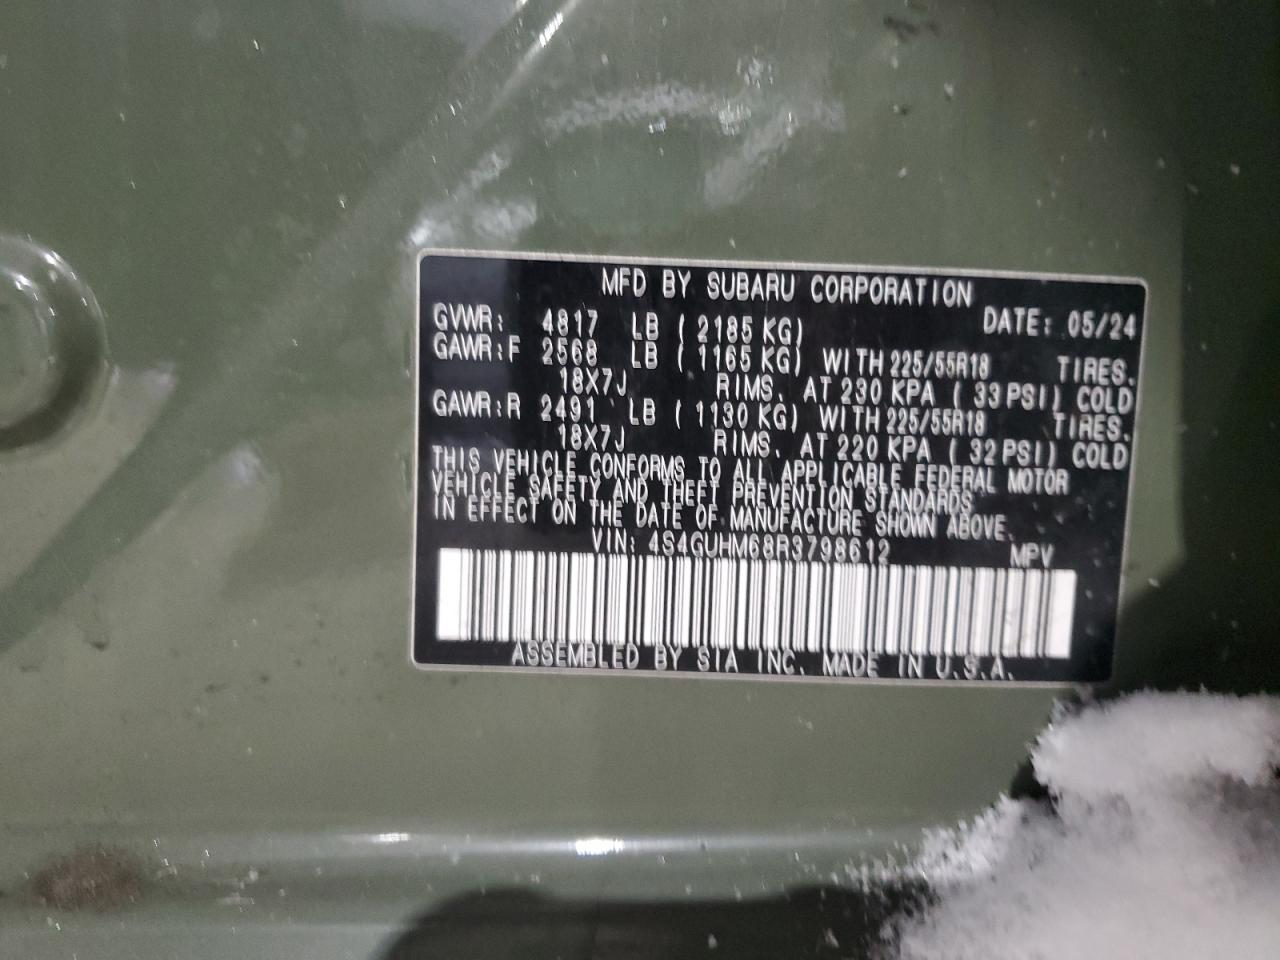 MFD BY SUBARU CORPORATION
GVWR: 4817 LB ( 2185 KG) DATE: 05/24
GAWR:F 2568 LB ( 1165 KG) WITH 225/55R18 TIRES.
18X7J RIMS. AT 230 KPA ( 33 PSI) COLD
GAWR:R 2491 LB ( 1130 KG) WITH 225/55R18 TIRES.
18X7J RIMS. AT 220 KPA ( 32 PSI) COLD
THIS VEHICLE CONFORMS TO ALL APPLICABLE FEDERAL MOTOR
VEHICLE SAFETY AND THEFT PREVENTION STANDARDS
IN EFFECT ON THE DATE OF MANUFACTURE SHOWN ABOVE.
VIN: 4S4GUHM68R3798612 MPV
ASSEMBLED BY SIA INC. MADE IN U.S.A.